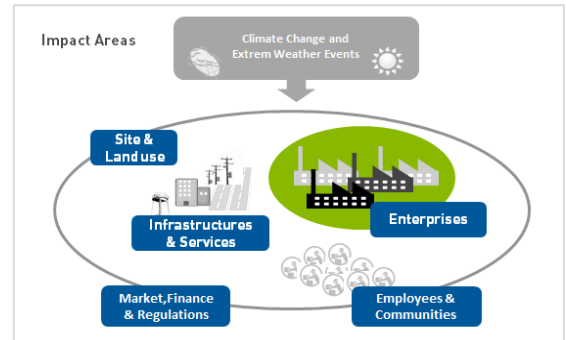 Impact Areas
Climate Change and
Extrem Weather Events
Site &
Land use
Infrastructures
& Services
Enterprises
Market,Finance
& Regulations
Employees &
Communities